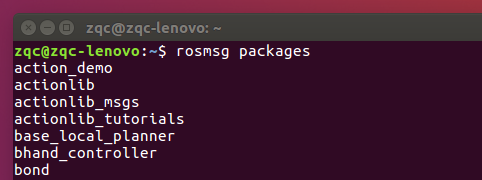 zqc@zqc-lenovo: ~
zqc@zqc-lenovo:~$ rosmsg packages
action_demo
actionlib
actionlib_msgs
actionlib_tutorials
base_local_planner
bhand_controller
bond